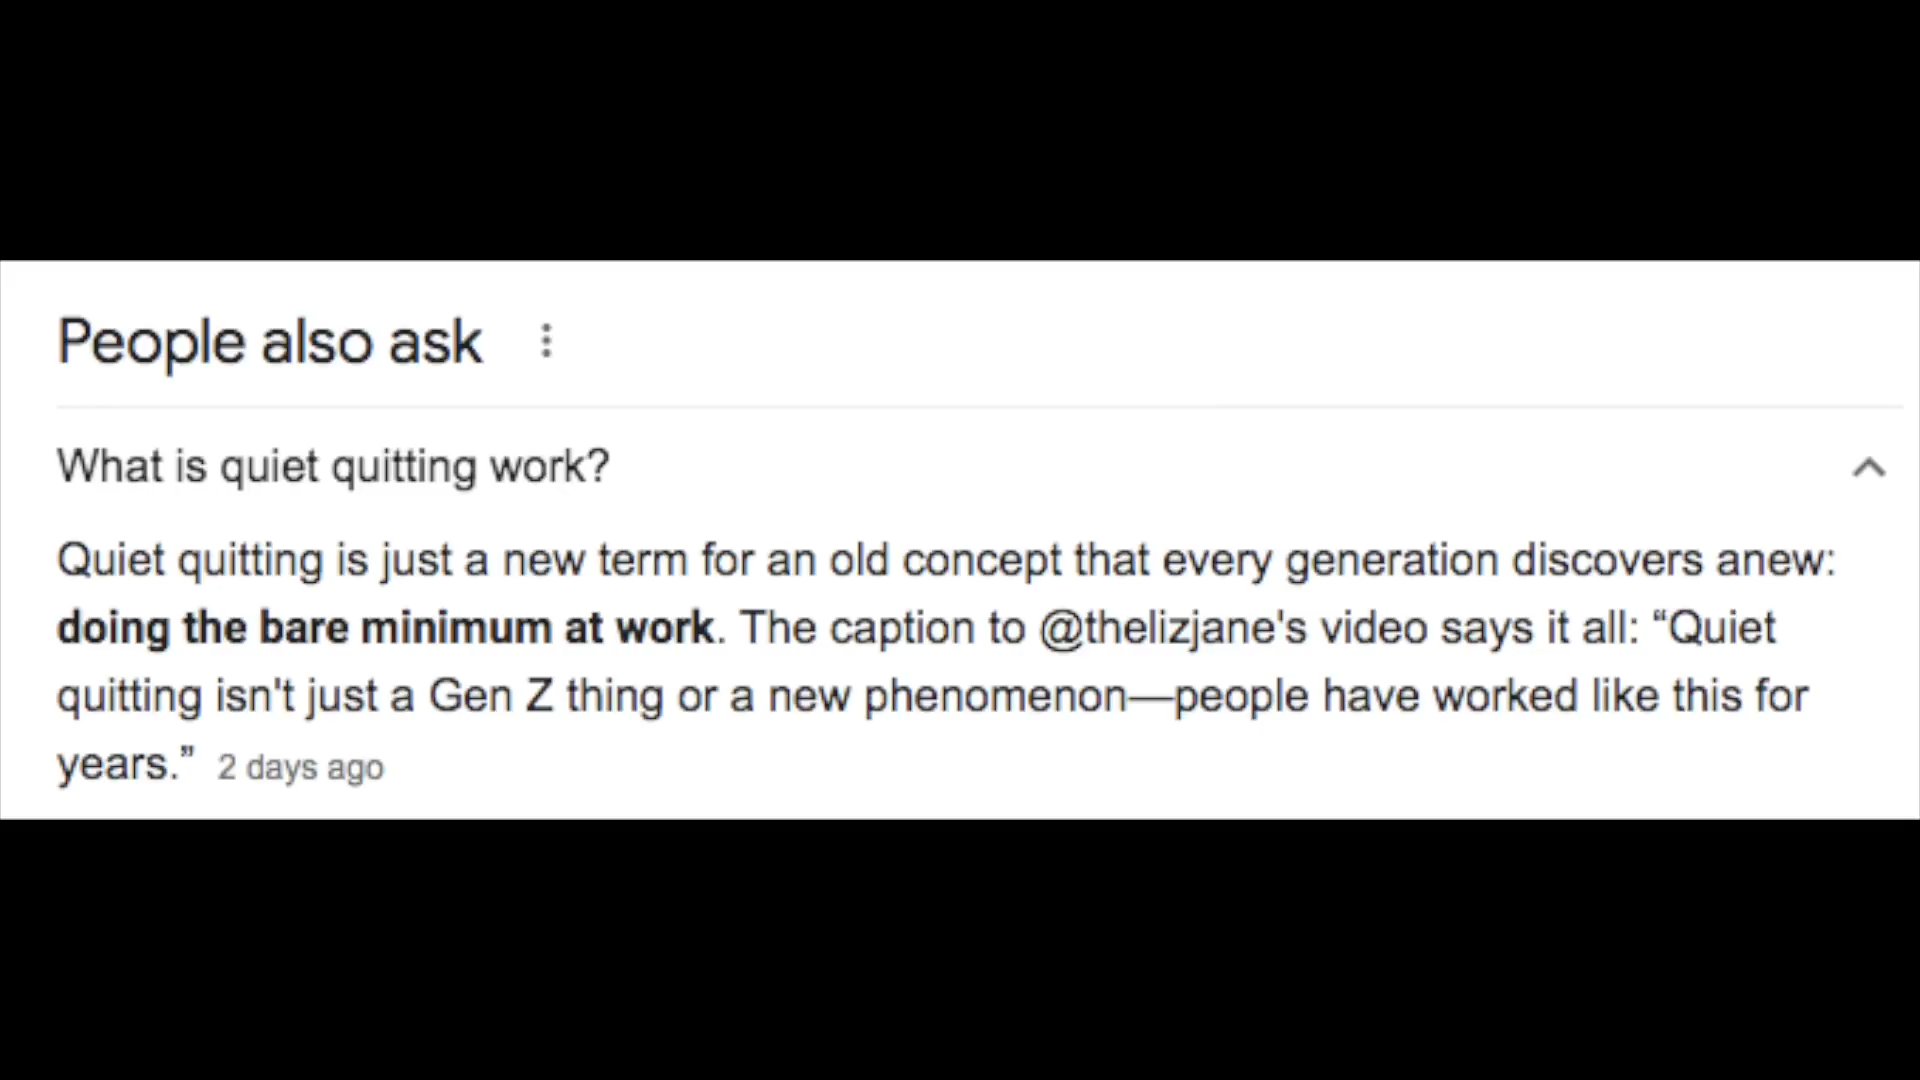 People also ask
What is quiet quitting work?
Quiet quitting is just a new term for an old concept that every generation discovers anew:
doing the bare minimum at work. The caption to @thelizjane's video says it all: “Quiet
quitting isn't just a Gen Z thing or a new phenomenon—people have worked like this for
years.” 2 days ago